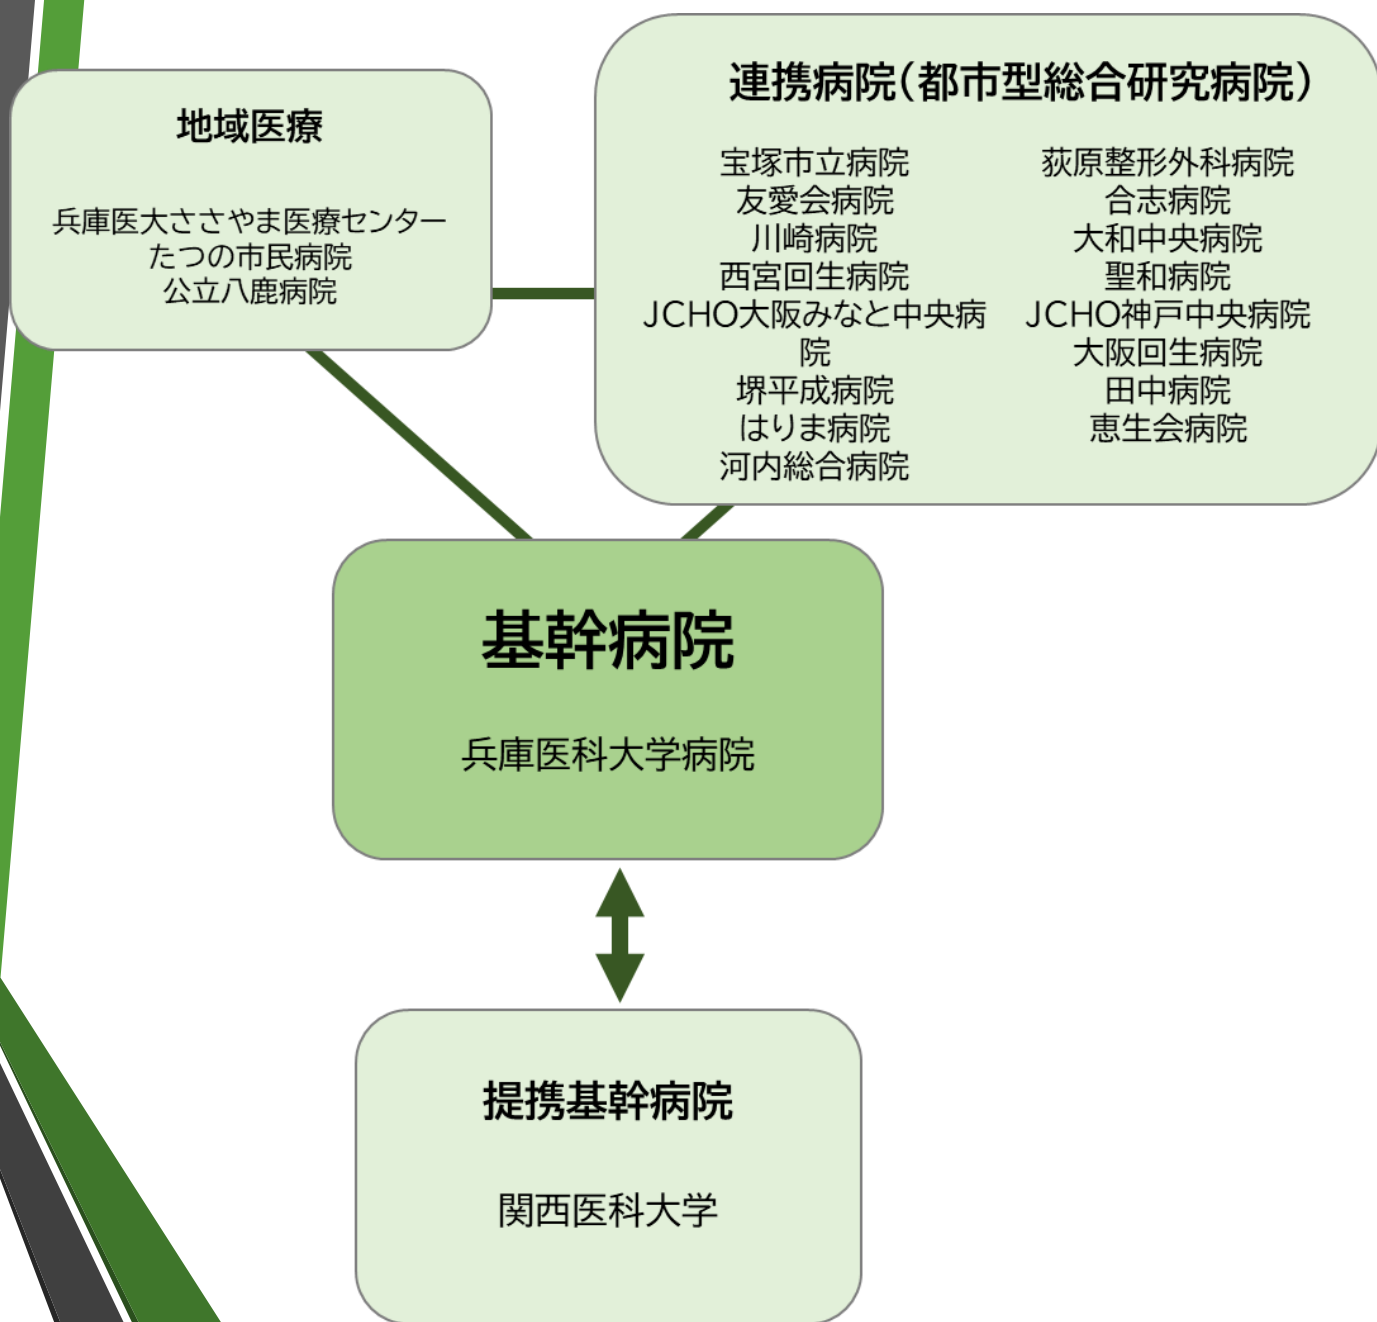 地域医療
兵庫医大ささやま医療センター
たつの市民病院
公立八鹿病院
連携病院（都市型総合研究病院）
宝塚市立病院
友愛会病院
川崎病院
西宮回生病院
JCHO大阪みなと中央病
院
堺平成病院
はりま病院
河内総合病院
荻原整形外科病院
合志病院
大和中央病院
聖和病院
JCHO神戸中央病院
大阪回生病院
田中病院
恵生会病院
基幹病院
兵庫医科大学病院
提携基幹病院
関西医科大学